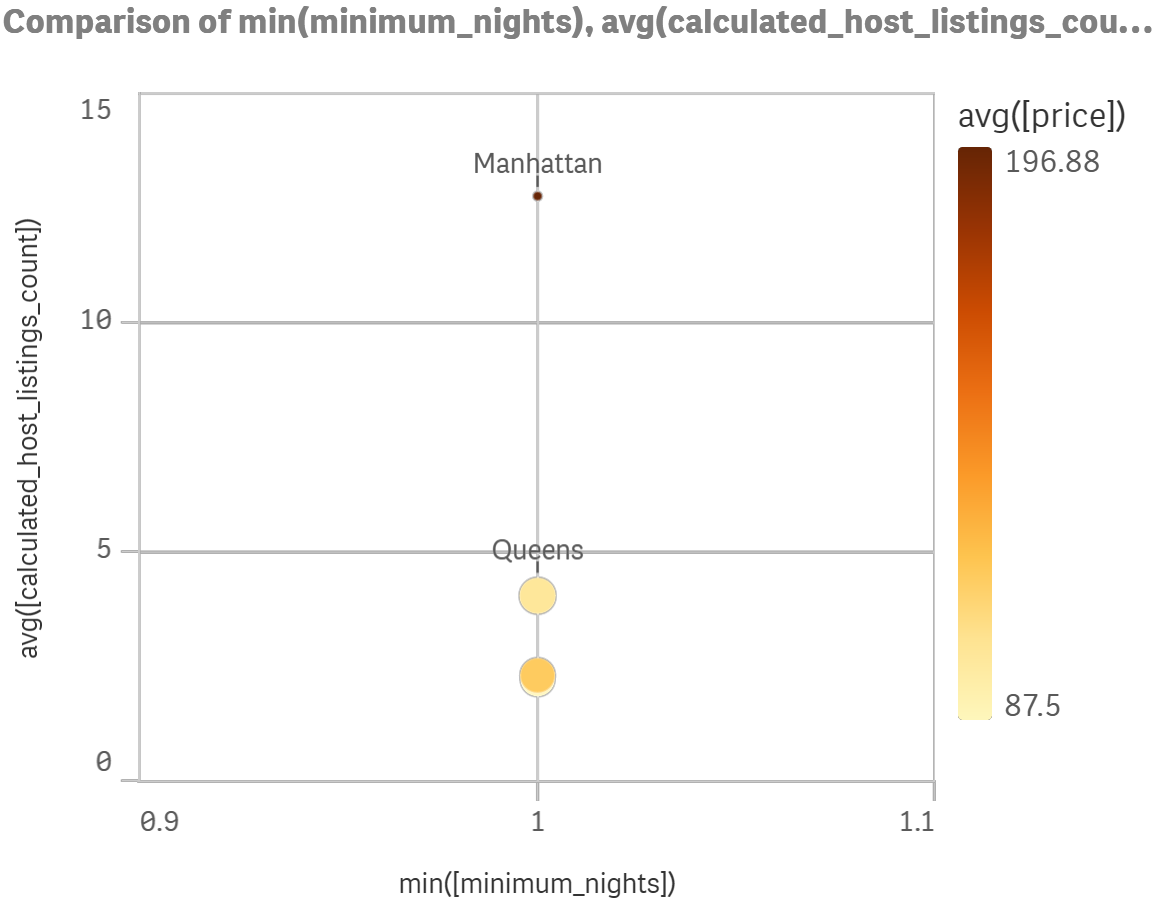 Comparison of min(minimum_nights), avg(calculated_host_listings_cou...
avg([price])
196.88
87.5
avg([calculated_host_listings_count])
15
10
5
0
Manhattan
Queens
0.9
1
1.1
min([minimum_nights])